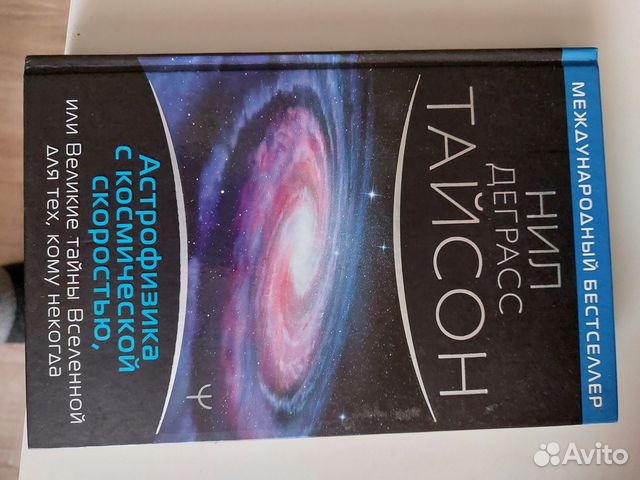 МЕЖДУНАРОДНЫЙ БЕСТСЕЛЛЕР
НИЛ
ДЕГРАСС
ТАЙСОН
Астрофизика
с космической
скоростью,
или Великие тайны Вселенной
для тех, кому некогда
Avito